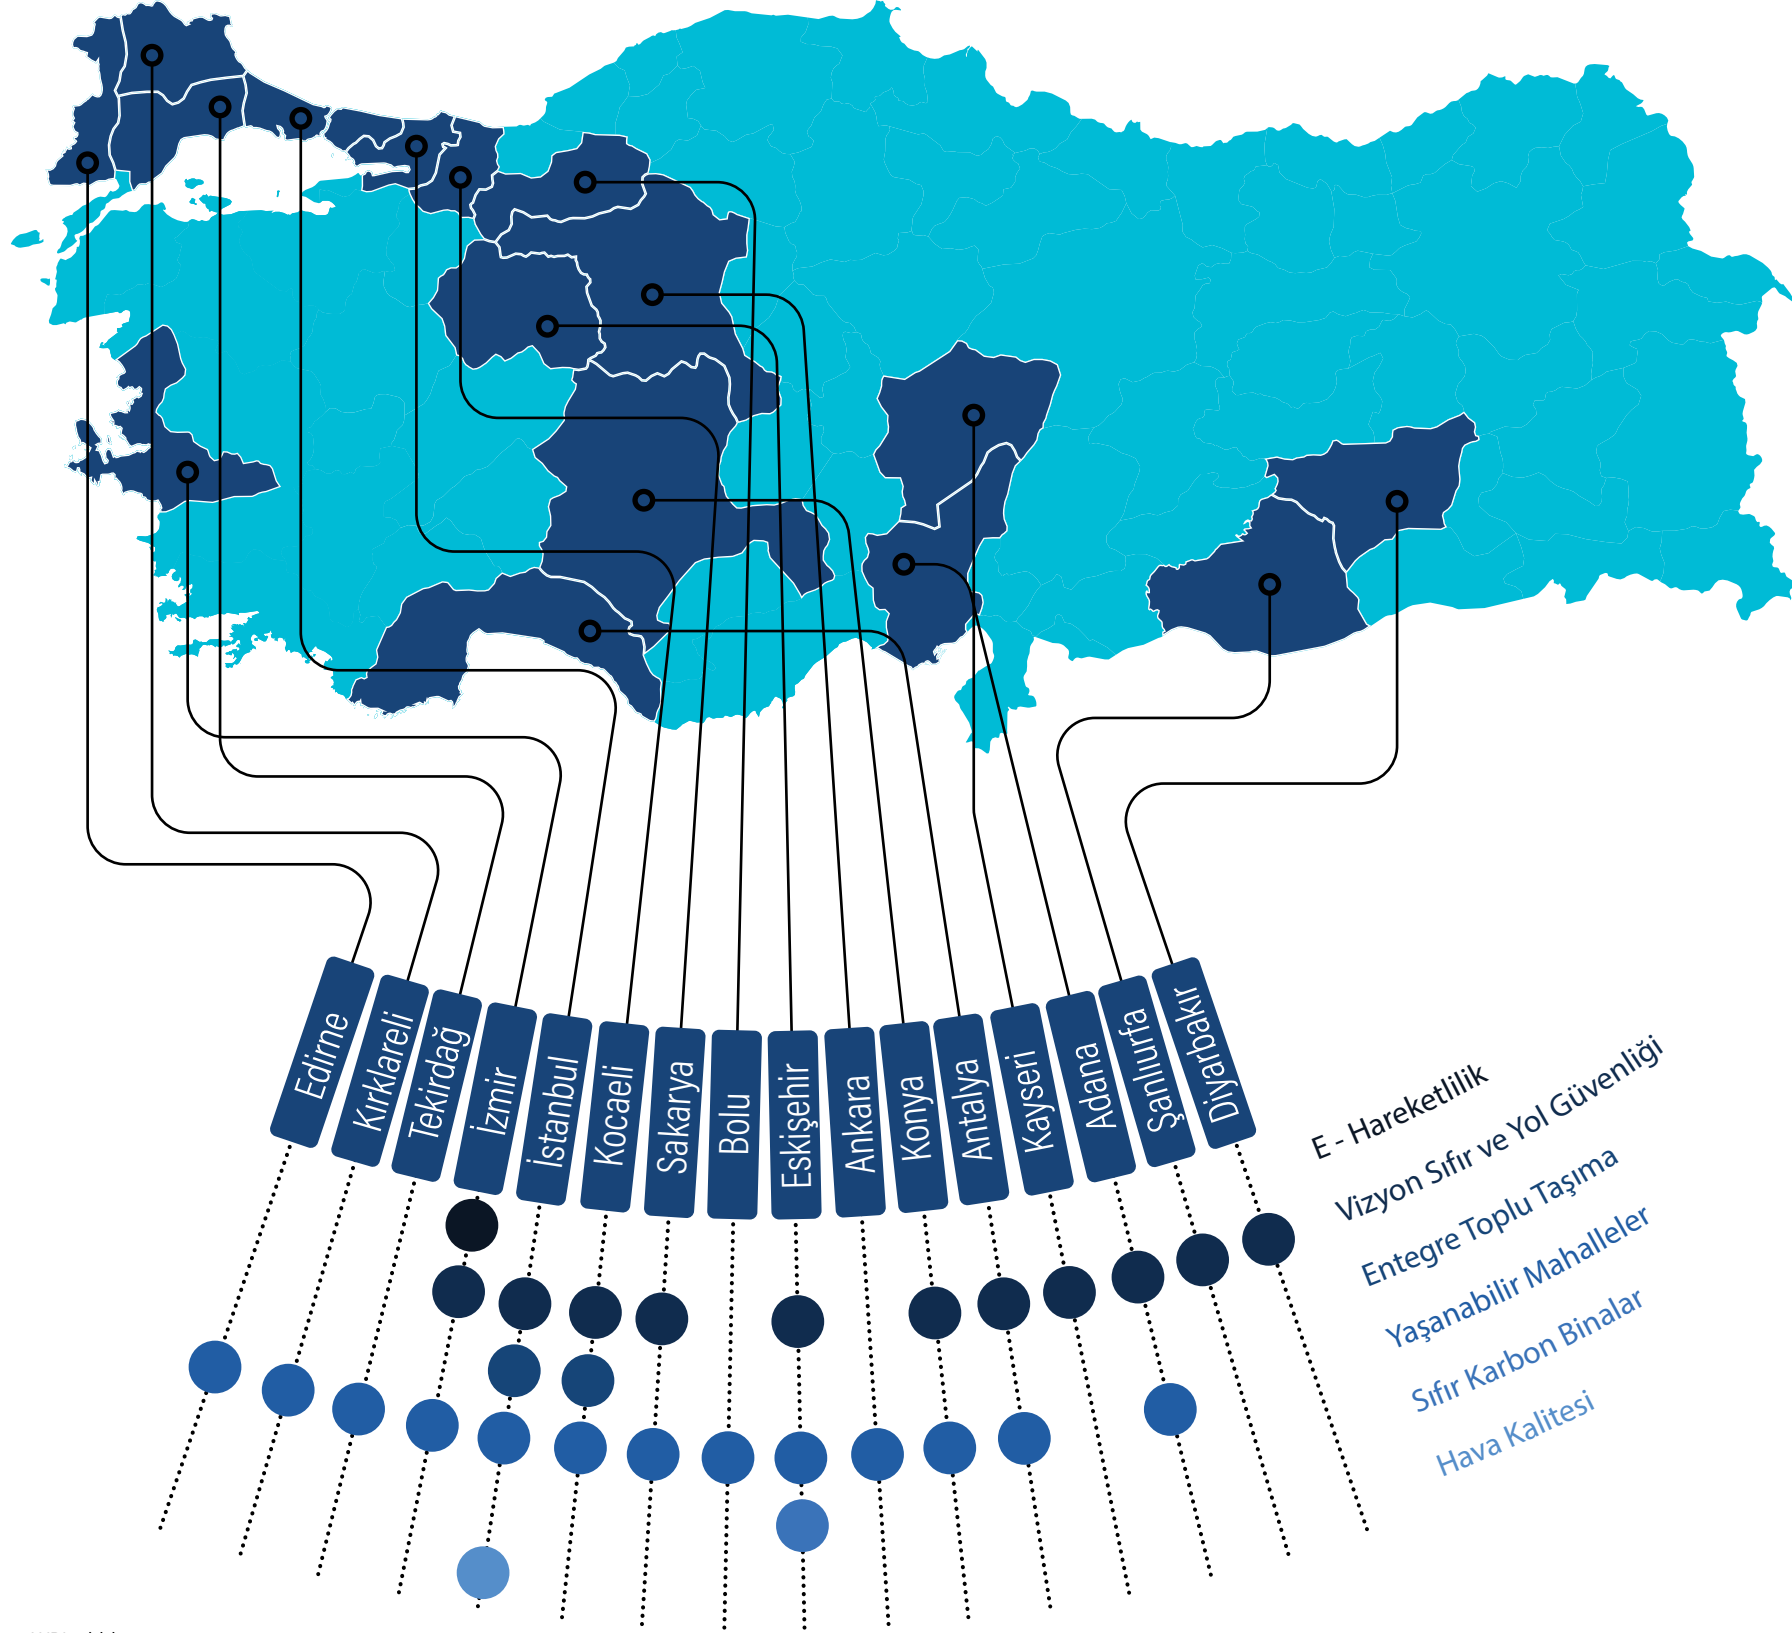 Edirne
Kırklareli
Tekirdağ
İzmir
İstanbul
Kocaeli
Sakarya
Bolu
Eskişehir
Ankara
Konya
Antalya
Kayseri
Adana
Şanlıurfa
Diyarbakır
E - Hareketlilik
Vizyon Sıfır ve Yol Güvenliği
Entegre Toplu Taşıma
Yaşanabilir Mahalleler
Sıfır Karbon Binalar
Hava Kalitesi